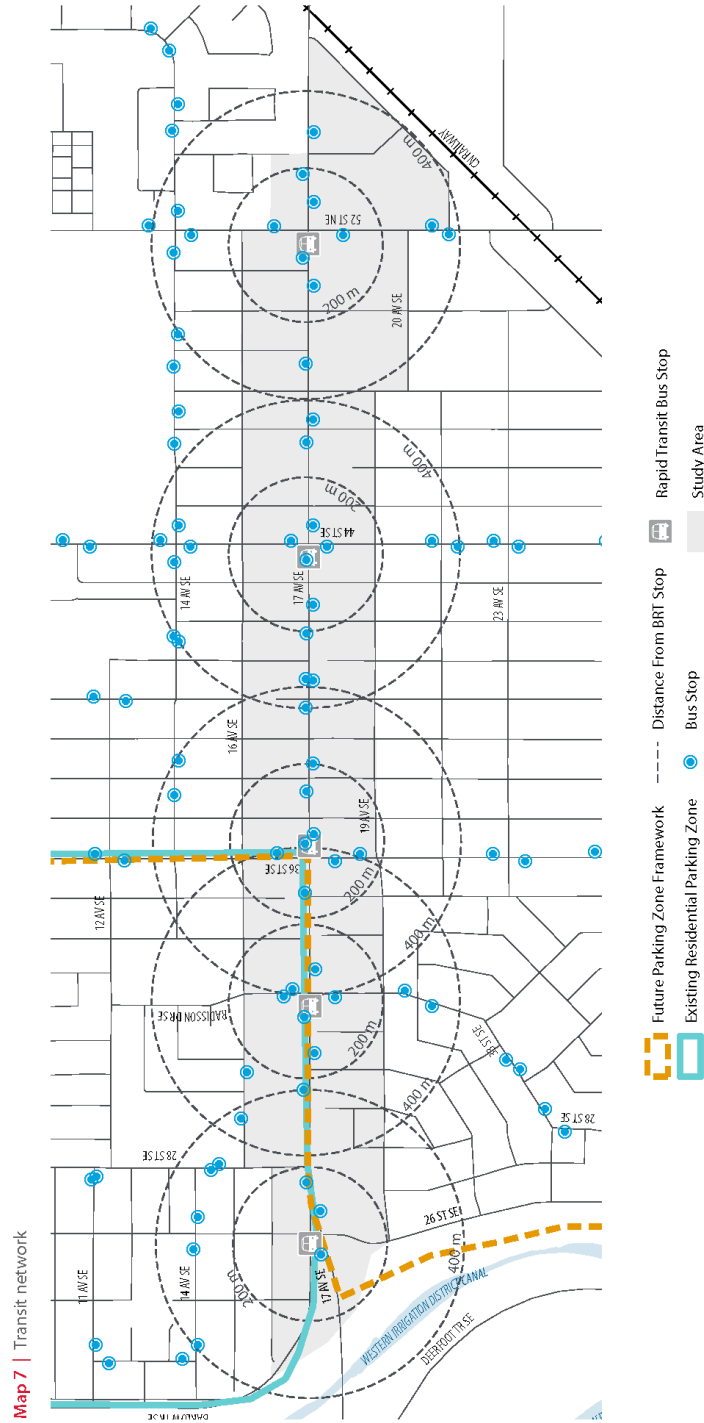 Map 7 | Transit network
BARLOW TR SE
11 AV SE
14 AV SE
28 ST SE
200 m
17 AV SE
400 m
26 ST SE
WESTERN IRRIGATION DISTRICT CANAL
DEERFOOT TR SE
12 AV SE
RADISSON DR SE
36 ST SE
200 m
400 m
33 ST SE
28 ST SE
16 AV SE
19 AV SE
200 m
400 m
14 AV SE
17 AV SE
44 ST SE
200 m
400 m
23 AV SE
52 ST NE
200 m
20 AV SE
400 m
CN RAILWAY
Future Parking Zone Framework
Existing Residential Parking Zone
Distance From BRT Stop
Bus Stop
Rapid Transit Bus Stop
Study Area